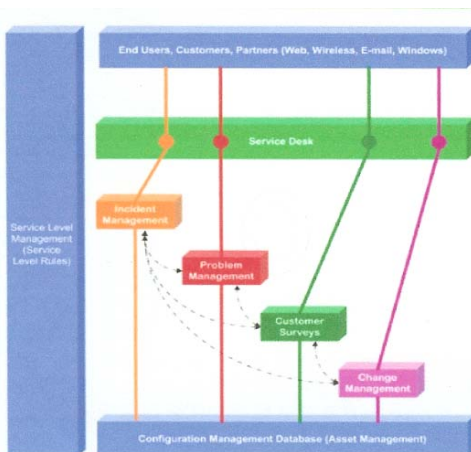 End Users, Customers, Partners (Web, Wireless, E-mail, Windows)
Service Desk
Service Level
Management
(Service
Level Rules)
Incident
Management
Problem
Management
Customer
Surveys
Change
Management
Configuration Management Database (Asset Management)